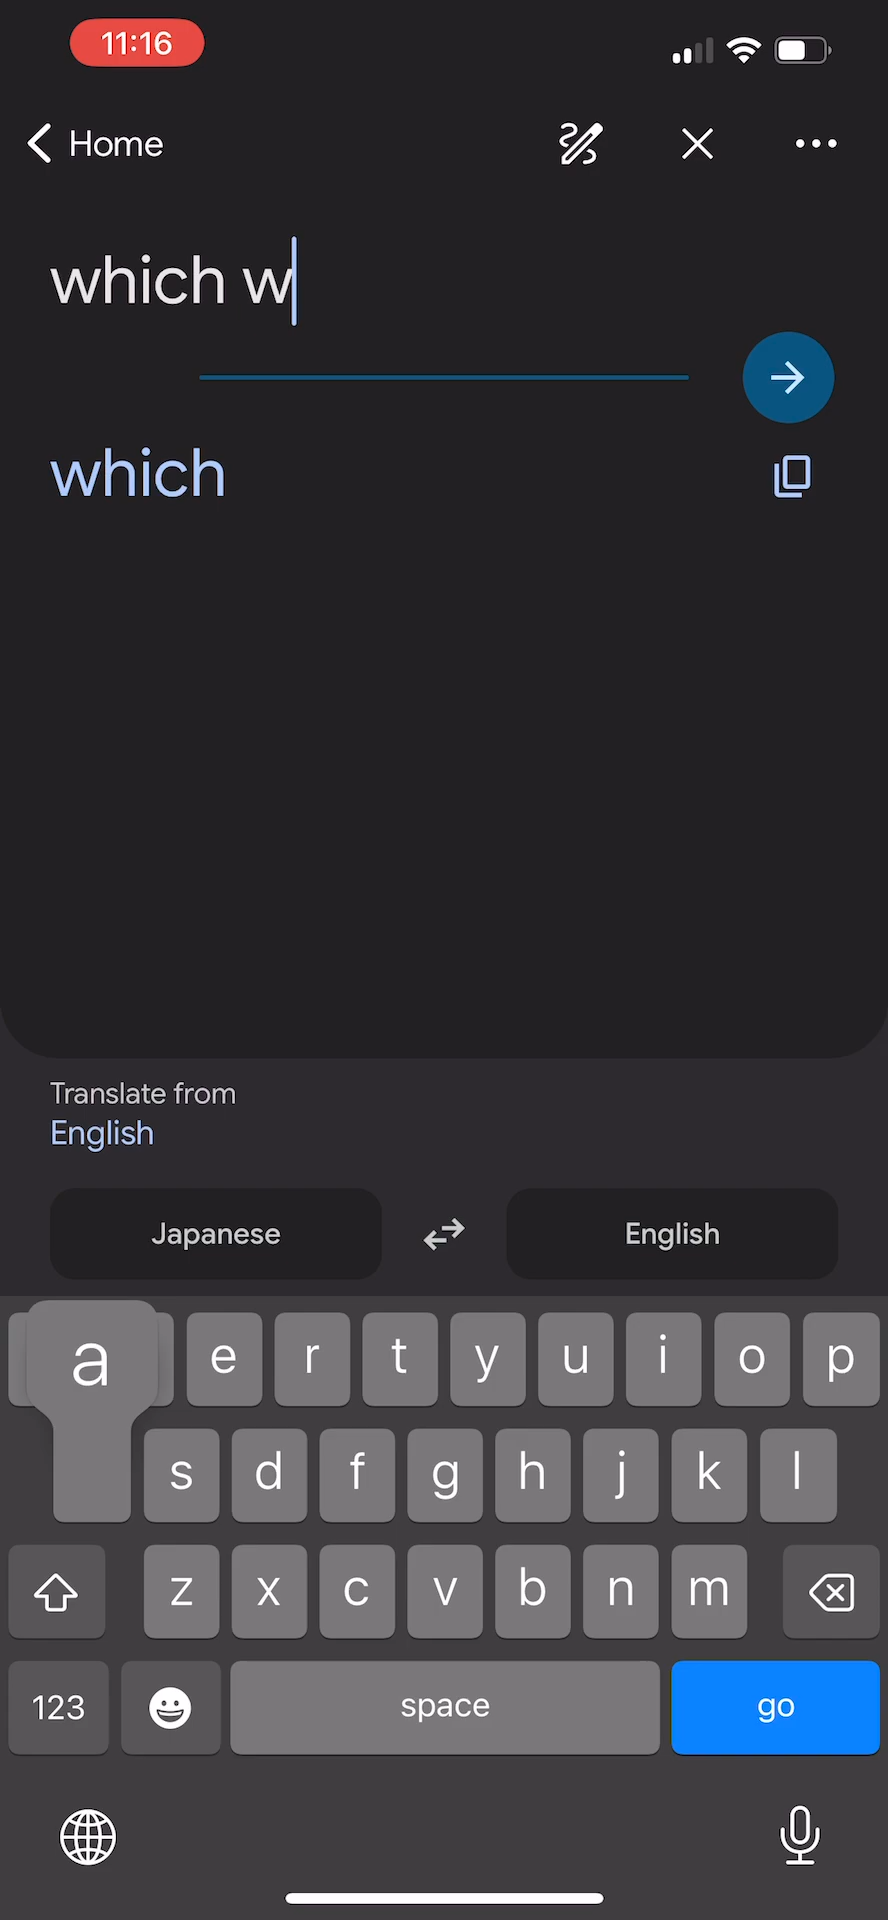 11:16
Home
which w
which
Translate from
English
Japanese
English
a e r t y u i o p
s d f g h j k l
z x c v b n m
123 space go